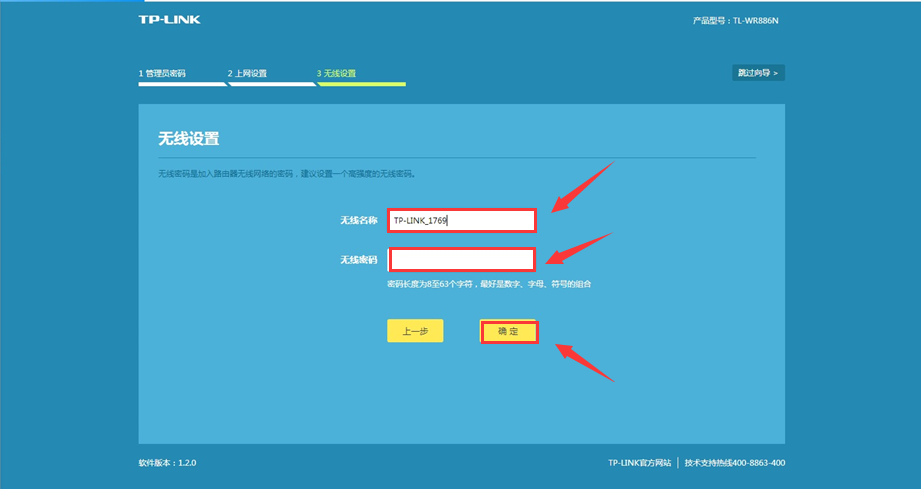 TP-LINK
产品型号：TL-WR886N
1 管理员密码 2 上网设置 3 无线设置
跳过向导 >
无线设置
无线密码是加入路由器无线网络的密码，建议设置一个高强度的无线密码。
无线名称 TP-LINK_1769
无线密码
密码长度为8至63个字符，最好是数字、字母、符号的组合
上一步 确 定
软件版本：1.2.0 TP-LINK官方网站 技术支持热线400-8863-400